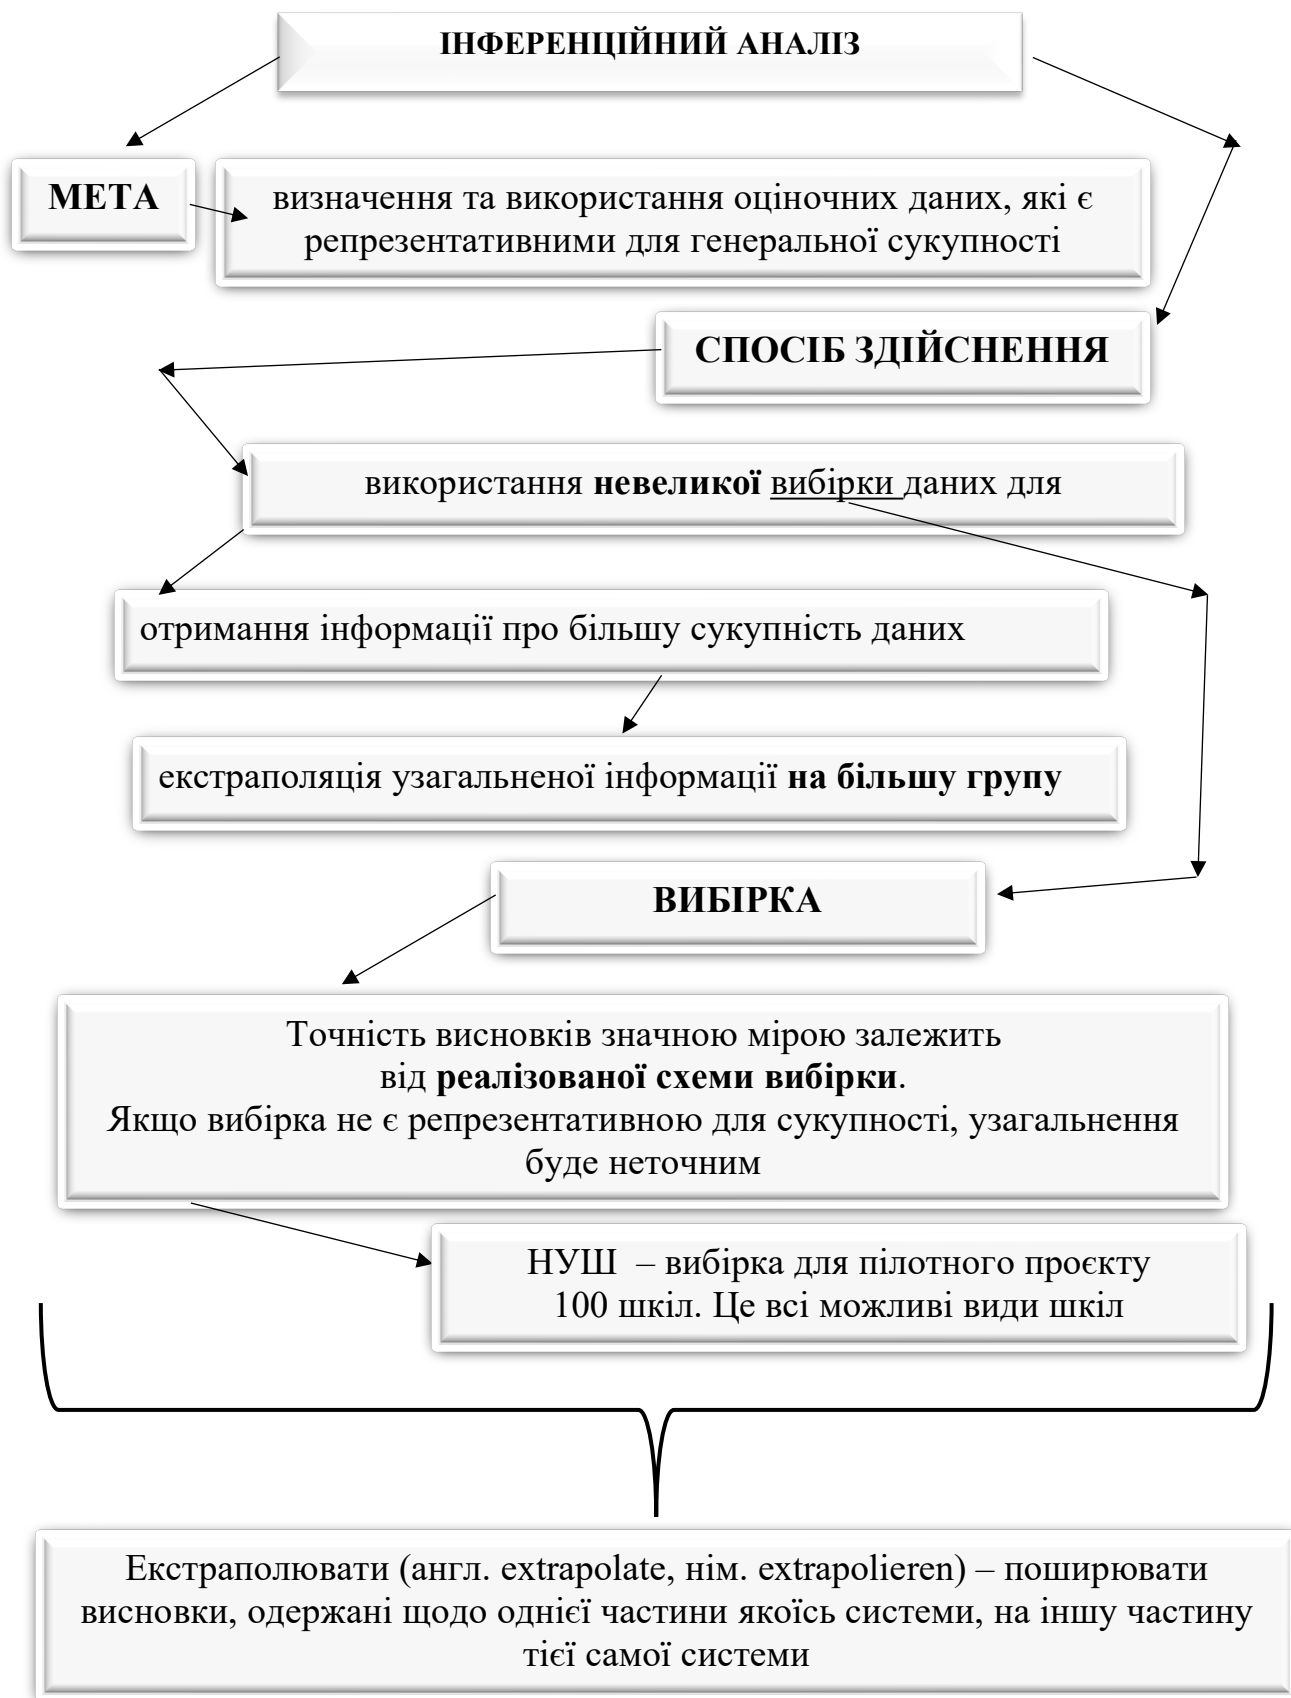 ІНФЕРЕНЦІЙНИЙ АНАЛІЗ
МЕТА
визначення та використання оціночних даних, які є
репрезентативними для генеральної сукупності
СПОСІБ ЗДІЙСНЕННЯ
використання невеликої вибірки даних для
отримання інформації про більшу сукупність даних
екстраполяція узагальненої інформації на більшу групу
ВИБІРКА
Точність висновків значною мірою залежить
від реалізованої схеми вибірки.
Якщо вибірка не є репрезентативною для сукупності, узагальнення
буде неточним
НУШ – вибірка для пілотного проєкту
100 шкіл. Це всі можливі види шкіл
Екстраполювати (англ. extrapolate, нім. extrapolieren) – поширювати
висновки, одержані щодо однієї частини якоїсь системи, на іншу частину
тієї самої системи